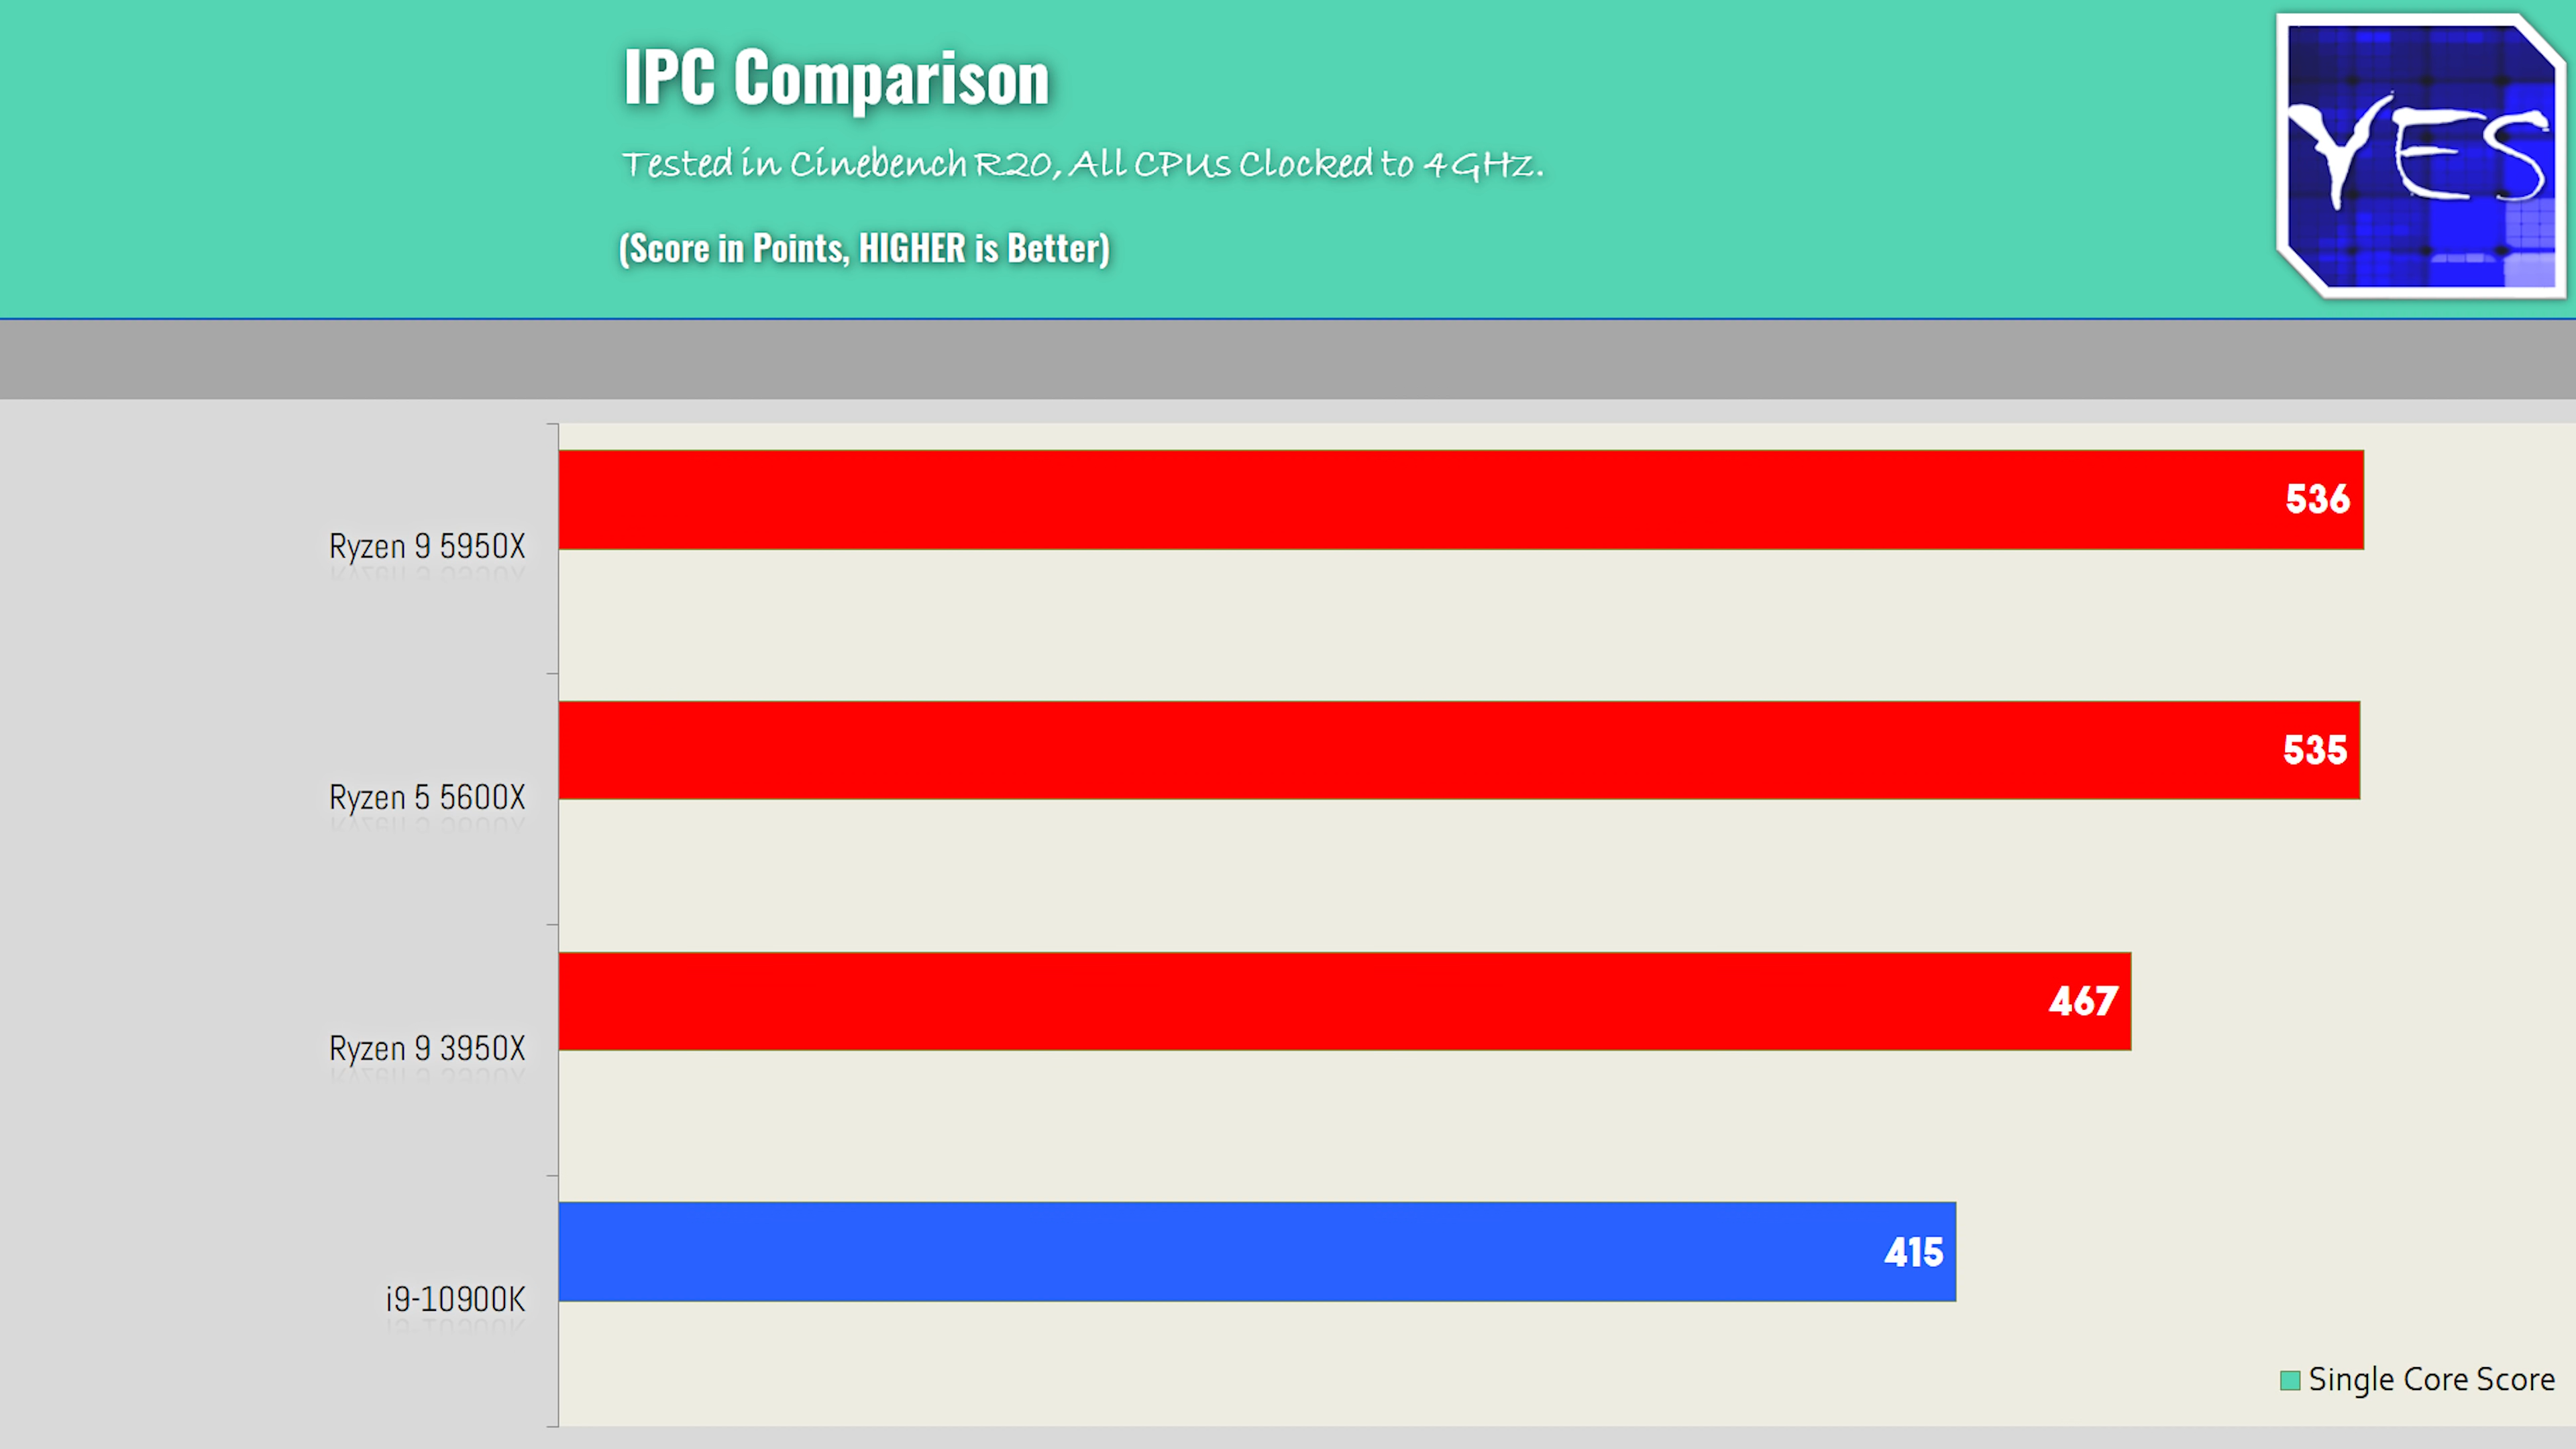 IPC Comparison
YES
Tested in Cinebench R20, All CPUs Clocked to 4GHz.
(Score in Points, HIGHER is Better)
Ryzen 9 5950X
536
Ryzen 5 5600X
535
Ryzen 9 3950X
467
i9-10900K
415
Single Core Score